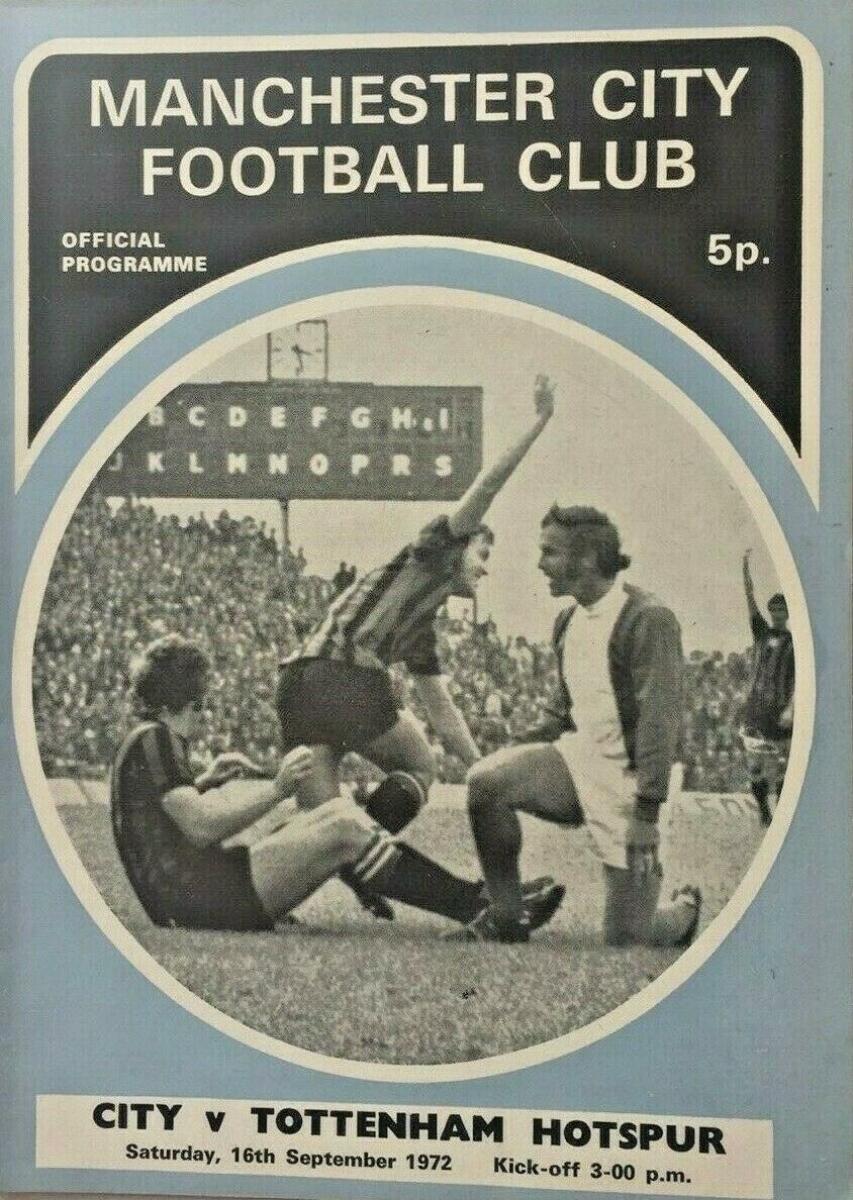 MANCHESTER CITY
FOOTBALL CLUB
OFFICIAL
PROGRAMME
5p.
B C D E F G H & I
J K L M N O P R S
CITY v TOTTENHAM HOTSPUR
Saturday, 16th September 1972 Kick-off 3-00 p.m.